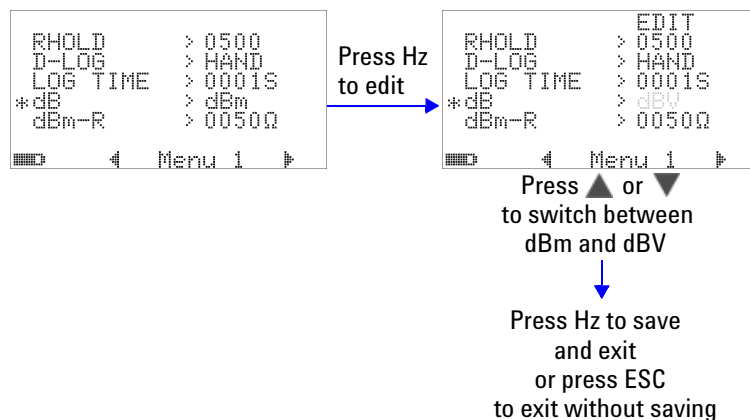 RHOLD > 0500
D-LOG > HAND
LOG TIME > 0001S
*dB > dBm
dBm-R > 0050Ω
Menu 1
Press Hz
to edit
EDIT
RHOLD > 0500
D-LOG > HAND
LOG TIME > 0001S
*dB > dBV
dBm-R > 0050Ω
Menu 1
Press ▲ or ▼
to switch between
dBm and dBV
Press Hz to save
and exit
or press ESC
to exit without saving